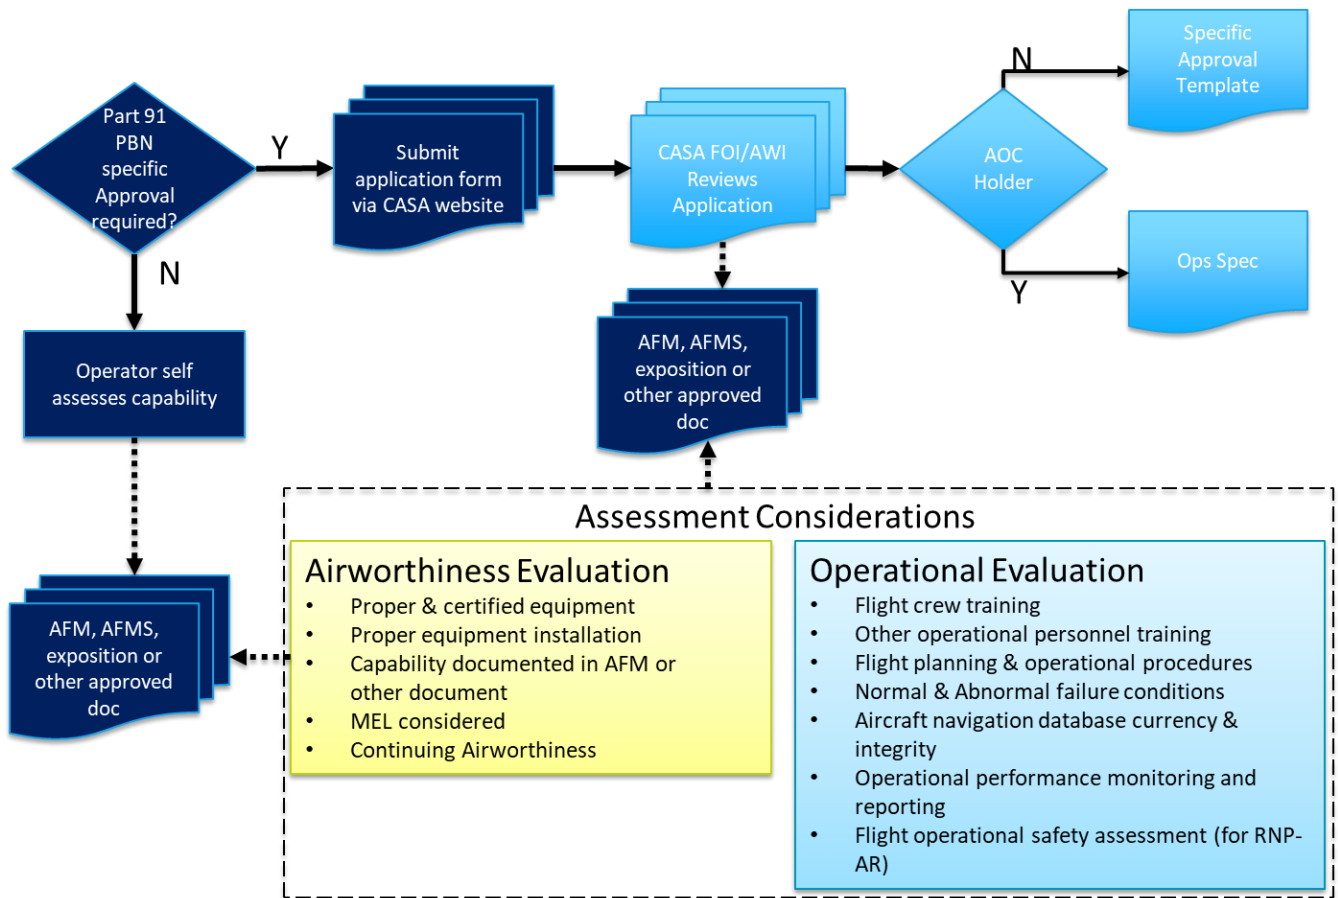 Part 91
PBN
specific
Approval
required?
Y
Submit
application form
via CASA website
CASA FOI/AWI
Reviews
Application
AOC
Holder
N
Specific
Approval
Template
Y
Ops Spec
N
Operator self
assesses capability
AFM, AFMS,
exposition or
other approved
doc
AFM, AFMS,
exposition or
other approved
doc
Assessment Considerations
Airworthiness Evaluation
• Proper & certified equipment
• Proper equipment installation
• Capability documented in AFM or
other document
• MEL considered
• Continuing Airworthiness
Operational Evaluation
• Flight crew training
• Other operational personnel training
• Flight planning & operational procedures
• Normal & Abnormal failure conditions
• Aircraft navigation database currency &
integrity
• Operational performance monitoring and
reporting
• Flight operational safety assessment (for RNP-
AR)